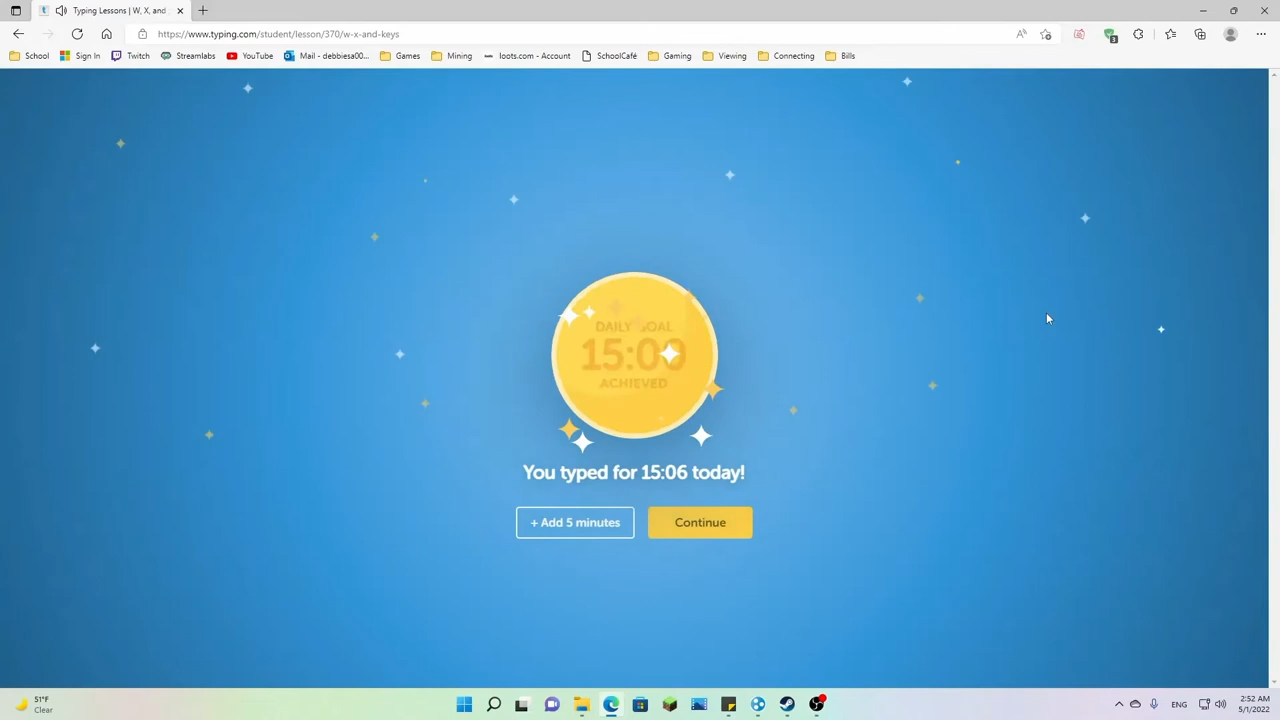 Typing Lessons | W, X, and
https://www.typing.com/student/lesson/370/w-x-and-keys
School Sign In Twitch Streamlabs YouTube Mail - debbiesa00... Games Mining loots.com - Account SchoolCafé Gaming Viewing Connecting Bills
DAILY GOAL
15:00
ACHIEVED
You typed for 15:06 today!
+ Add 5 minutes Continue
51°F
Clear
ENG
2:52 AM
5/1/2022